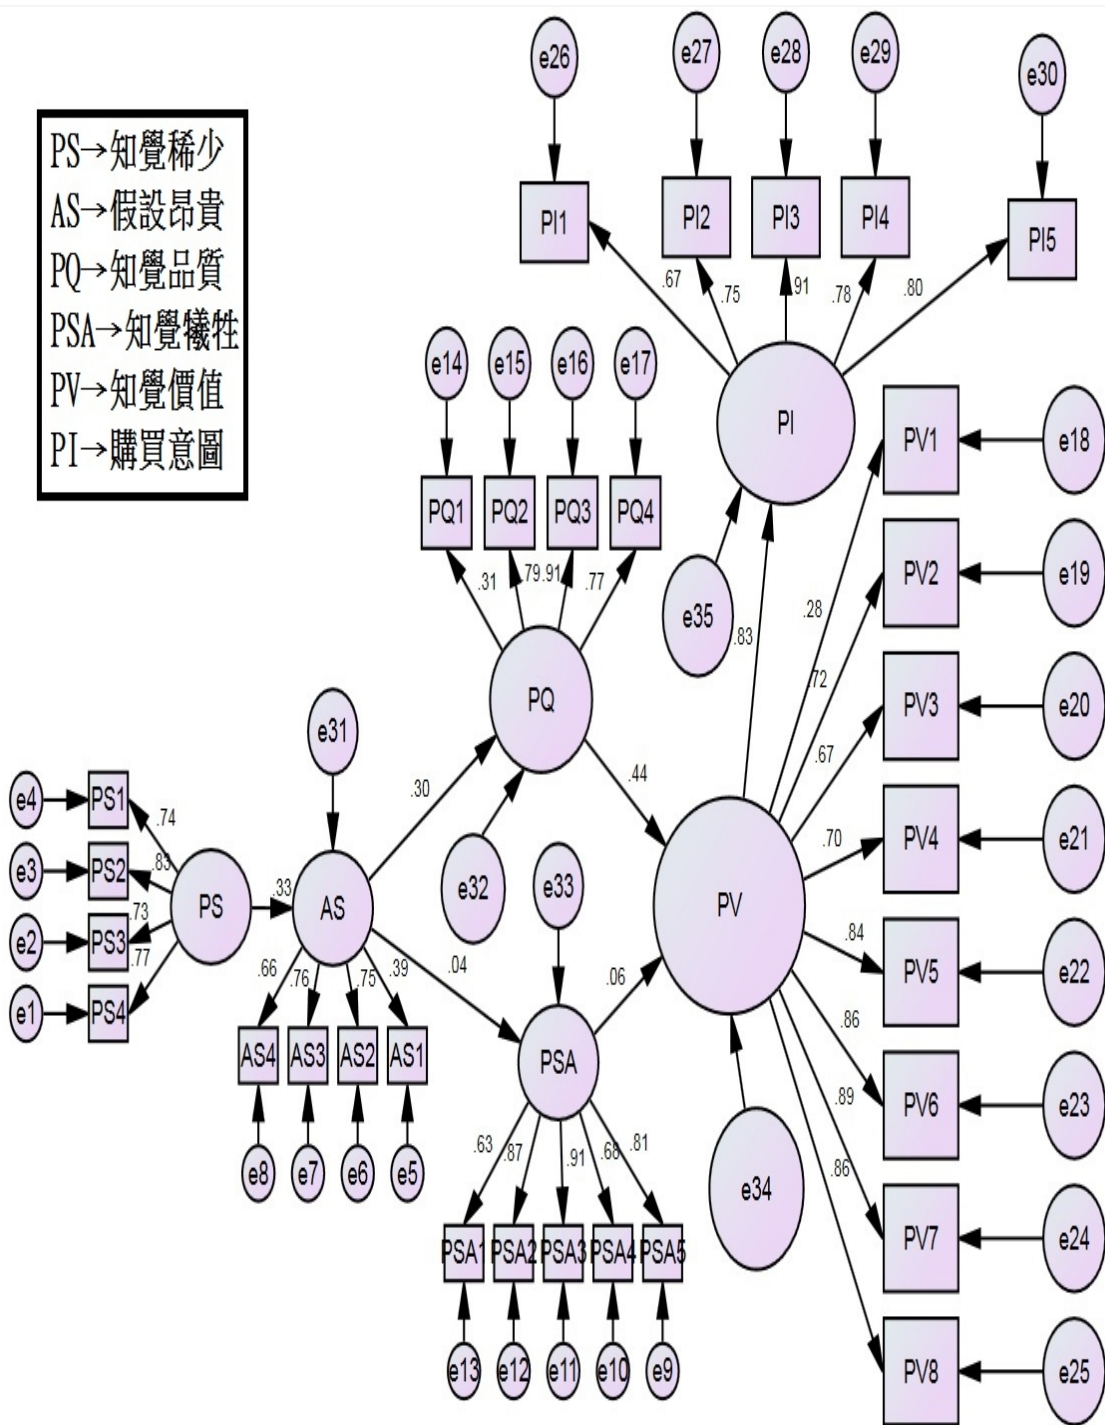 PS→知覺稀少
AS→假設昂貴
PQ→知覺品質
PSA→知覺犧牲
PV→知覺價值
PI→購買意圖
e26
e27
e28
e29
e30
PI1
PI2
PI3
PI4
PI5
.67
.75
.91
.78
.80
PI
e14
e15
e16
e17
PQ1
PQ2
PQ3
PQ4
.31
.79
.91
.77
PQ
e35
.83
PV1
e18
PV2
e19
PV3
e20
PV4
e21
PV5
e22
PV6
e23
PV7
e24
PV8
e25
.28
.72
.67
.70
.84
.86
.89
.86
PV
e34
.44
.06
e31
.30
e32
e33
e4
PS1
e3
PS2
e2
PS3
e1
PS4
.74
.83
.73
.77
PS
.33
AS
.04
.66
.76
.75
.39
AS4
AS3
AS2
AS1
e8
e7
e6
e5
PSA
.63
.87
.91
.68
.81
PSA1
PSA2
PSA3
PSA4
PSA5
e13
e12
e11
e10
e9